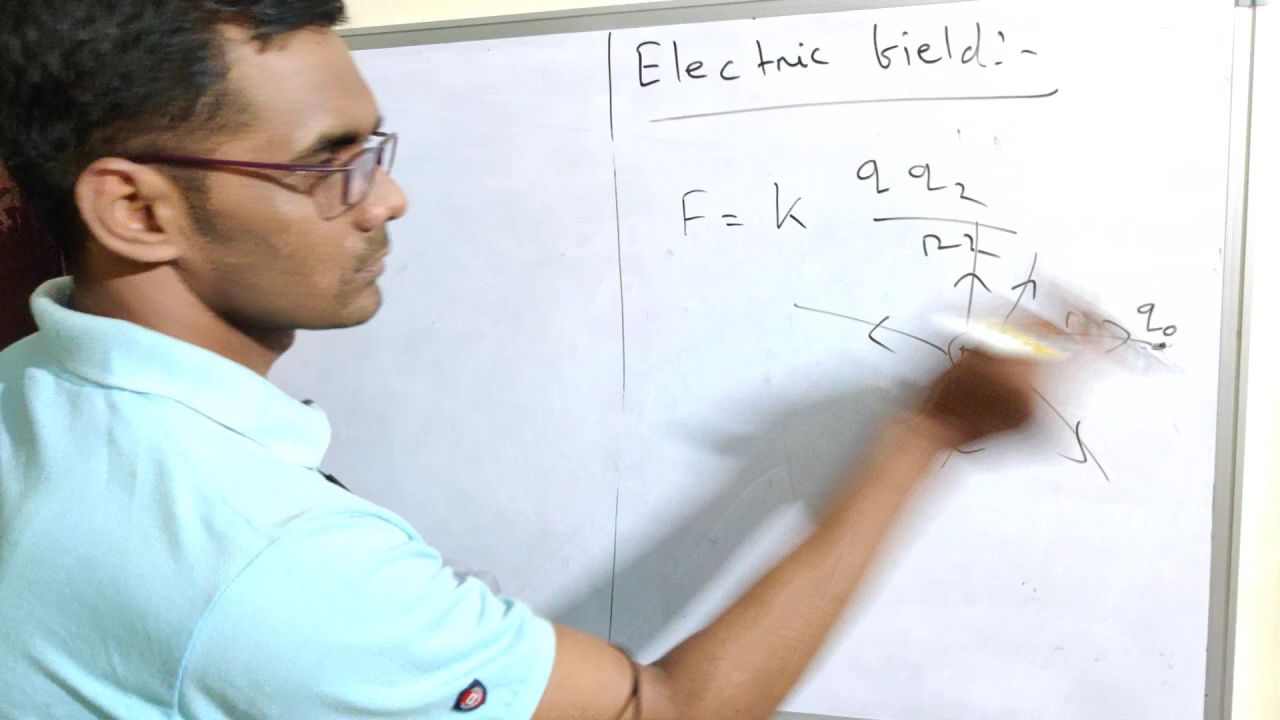 Electric field:-
F = k q q₂
r²
q₀